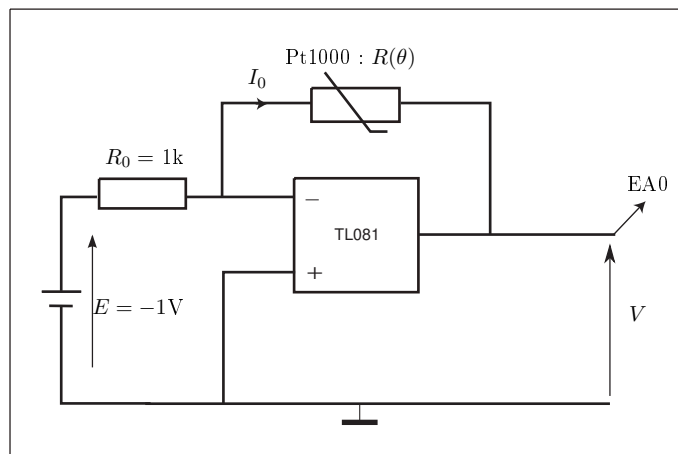 Pt1000 : R(θ)
I₀
R₀ = 1k
EA0
−
TL081
+
E = −1V
V